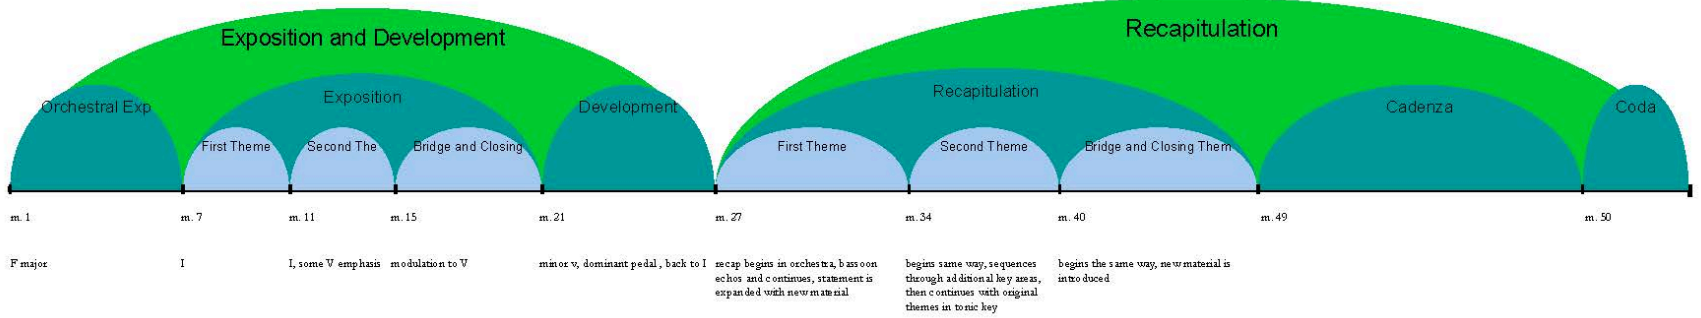 Exposition and Development
Recapitulation
Orchestral Exp
Exposition
Development
Recapitulation
Cadenza
Coda
First Theme
Second The
Bridge and Closing
First Theme
Second Theme
Bridge and Closing Them
m. 1
m. 7
m. 11
m. 15
m. 21
m. 27
m. 34
m. 40
m. 49
m. 50
F major
I
I, some V emphasis
modulation to V
minor v, dominant pedal, back to I
recap begins in orchestra, bassoon
echos and continues, statement is
expanded with new material
begins same way, sequences
through additional key areas,
then continues with original
themes in tonic key
begins the same way, new material is
introduced